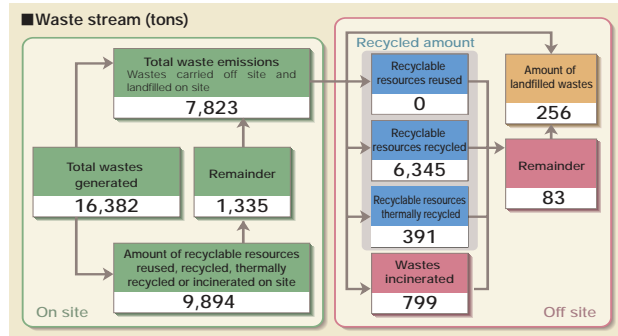 ■Waste stream (tons)
Total waste emissions
Wastes carried off site and
landfilled on site
7,823
Total wastes
generated
16,382
Remainder
1,335
Amount of recyclable resources
reused, recycled, thermally
recycled or incinerated on site
9,894
On site
Recycled amount
Recyclable
resources reused
0
Recyclable
resources recycled
6,345
Recyclable resources
thermally recycled
391
Wastes
incinerated
799
Amount of
landfilled wastes
256
Remainder
83
Off site